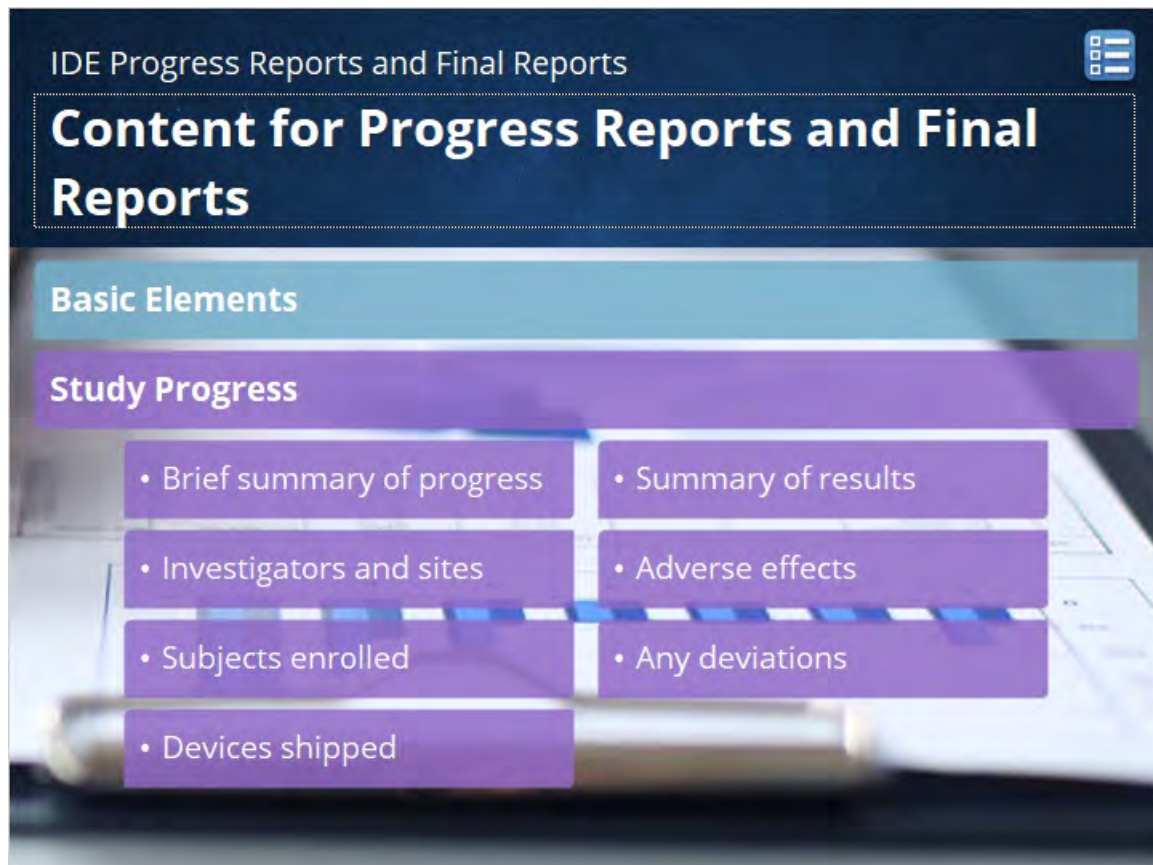 IDE Progress Reports and Final Reports
Content for Progress Reports and Final
Reports
Basic Elements
Study Progress
• Brief summary of progress
• Investigators and sites
• Subjects enrolled
• Devices shipped
• Summary of results
• Adverse effects
• Any deviations